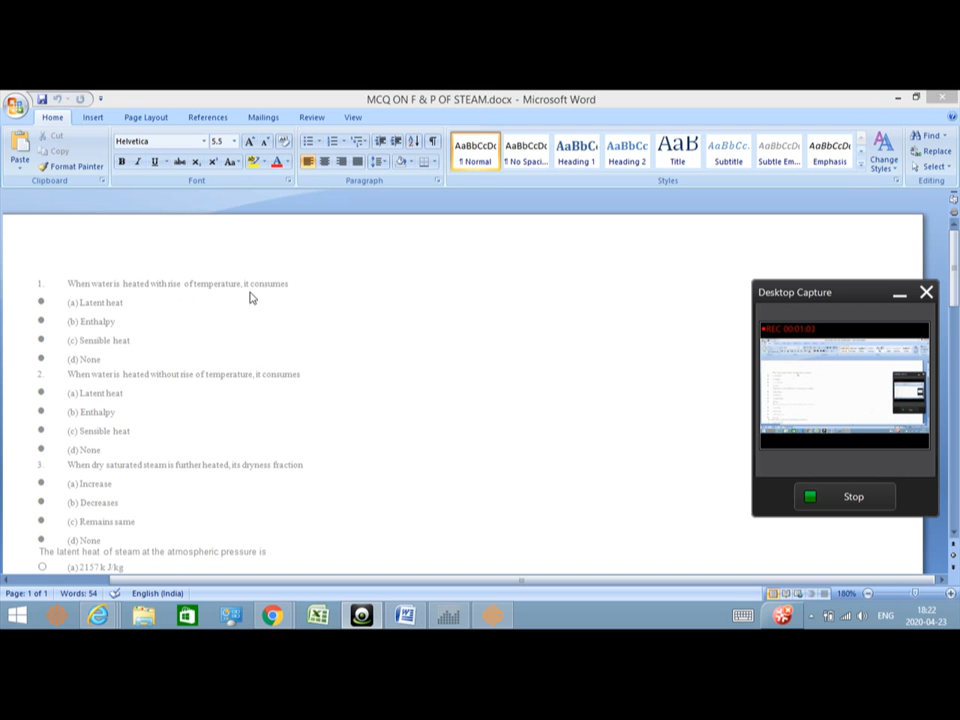 MCQ ON F & P OF STEAM.docx - Microsoft Word
Home Insert Page Layout References Mailings Review View
Paste
Cut
Copy
Format Painter
Clipboard
Helvetica 5.5
Font
Paragraph
AaBbCcDc AaBbCcDc AaBbC AaBbCc AaB AaBbCc. AaBbCcDc AaBbCcDc
¶ Normal ¶ No Spaci... Heading 1 Heading 2 Title Subtitle Subtle Em... Emphasis
Change Styles
Styles
Find
Replace
Select
Editing
1. When water is heated with rise of temperature, it consumes
(a) Latent heat
(b) Enthalpy
(c) Sensible heat
(d) None
2. When water is heated without rise of temperature, it consumes
(a) Latent heat
(b) Enthalpy
(c) Sensible heat
(d) None
3. When dry saturated steam is further heated, its dryness fraction
(a) Increase
(b) Decreases
(c) Remains same
(d) None
The latent heat of steam at the atmospheric pressure is
(a) 2157 k J/kg
Desktop Capture
REC 00:01:03
Stop
Page: 1 of 1 Words: 54 English (India) 180%
ENG
18:22
2020-04-23